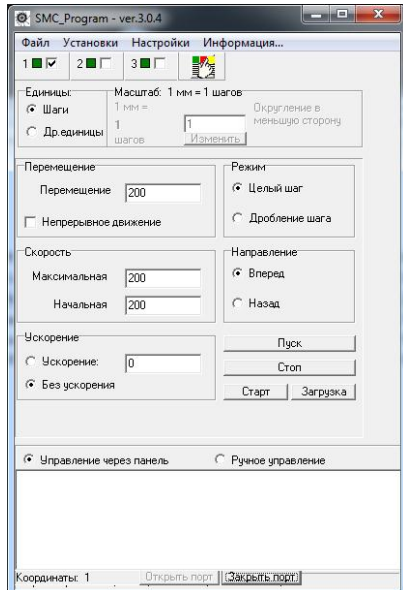 SMC_Program - ver.3.0.4
Файл Установки Настройки Информация...
1 2 3
Единицы: Масштаб: 1 мм = 1 шагов
Шаги
Др.единицы
1 мм =
1
шагов
1
Изменить
Округление в
меньшую сторону
Перемещение
Перемещение 200
Непрерывное движение
Режим
Целый шаг
Дробление шага
Скорость
Максимальная 200
Начальная 200
Направление
Вперед
Назад
Ускорение
Ускорение: 0
Без ускорения
Пуск
Стоп
Старт Загрузка
Управление через панель Ручное управление
Координаты: 1 Открыть порт Закрыть порт